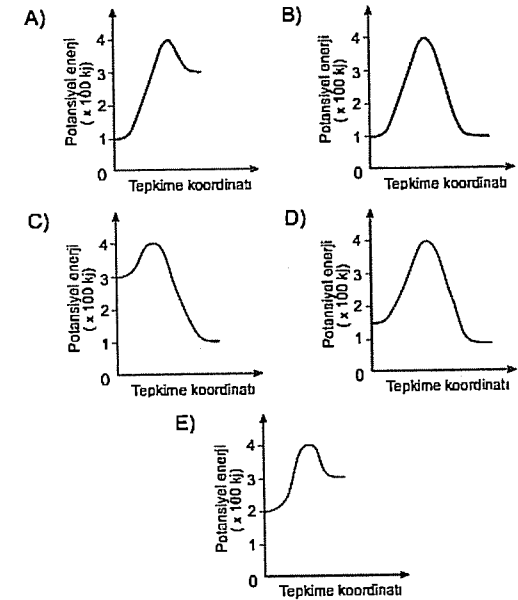 A)
Potansiyel enerji
( x 100 kj)
4
3
2
1
0
Tepkime koordinatı
B)
Potansiyel enerji
( x 100 kj)
4
3
2
1
0
Tepkime koordinatı
C)
Potansiyel enerji
( x 100 kJ)
4
3
2
1
0
Tepkime koordinatı
D)
Potansiyel enerji
( x 100 kJ)
4
3
2
1
0
Tepkime koordinatı
E)
Potansiyel enerji
( x 100 kJ)
4
3
2
1
0
Tepkime koordinatı